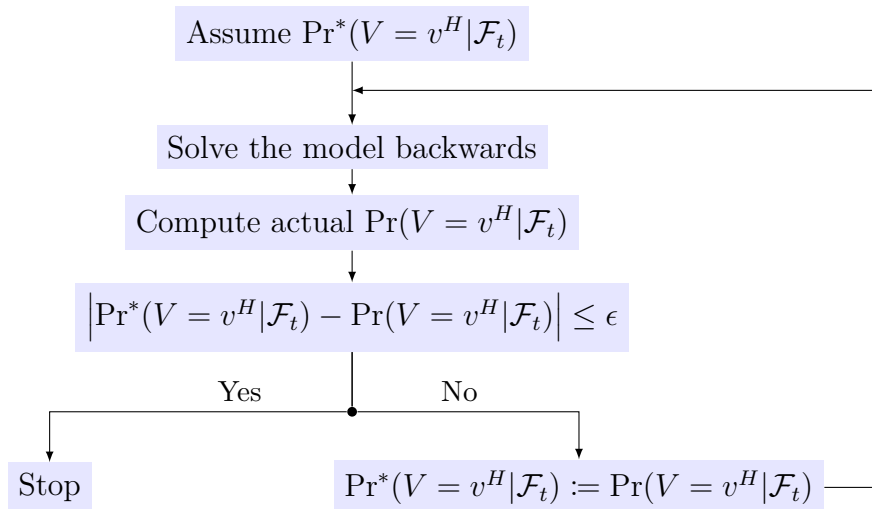 Assume Pr*(V = v^H|ℱ_t)
Solve the model backwards
Compute actual Pr(V = v^H|ℱ_t)
|Pr*(V = v^H|ℱ_t) − Pr(V = v^H|ℱ_t)| ≤ ϵ
Yes
No
Stop
Pr*(V = v^H|ℱ_t) := Pr(V = v^H|ℱ_t)